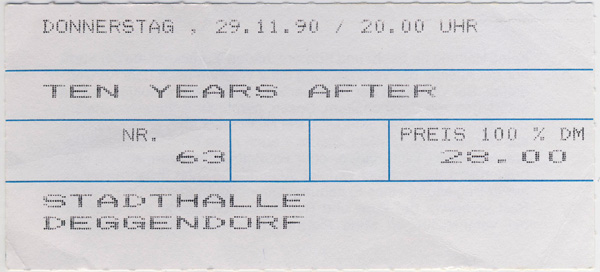 DONNERSTAG , 29.11.90 / 20.00 UHR
TEN YEARS AFTER
NR.
63
PREIS 100 % DM
28,00
STADTHALLE
DEGGENDORF